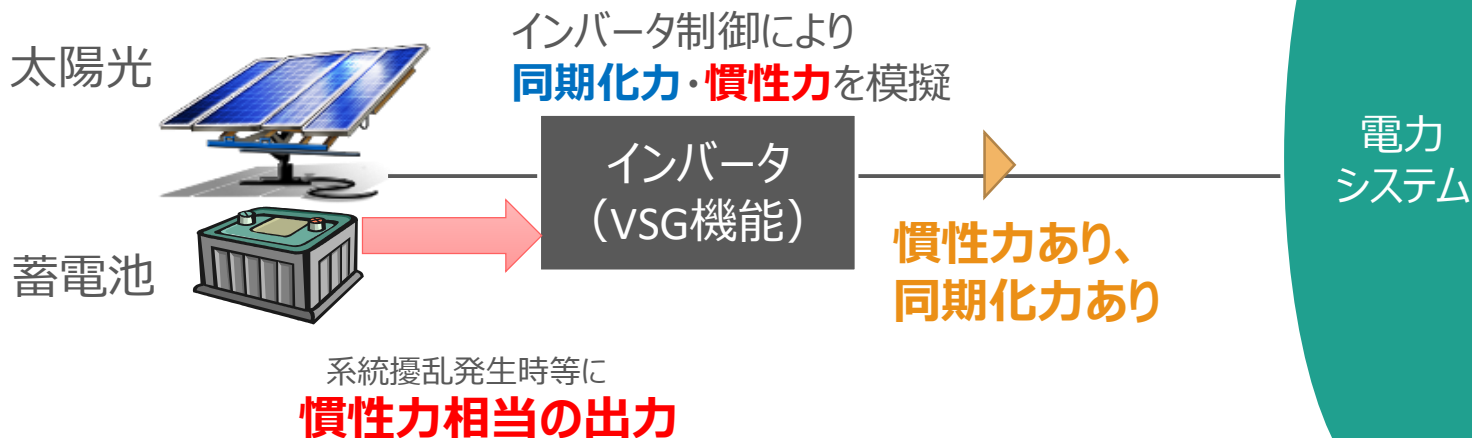 太陽光
インバータ制御により
同期化力・慣性力を模擬
インバータ
（VSG機能）
電力
システム
慣性力あり、
同期化力あり
蓄電池
系統擾乱発生時等に
慣性力相当の出力